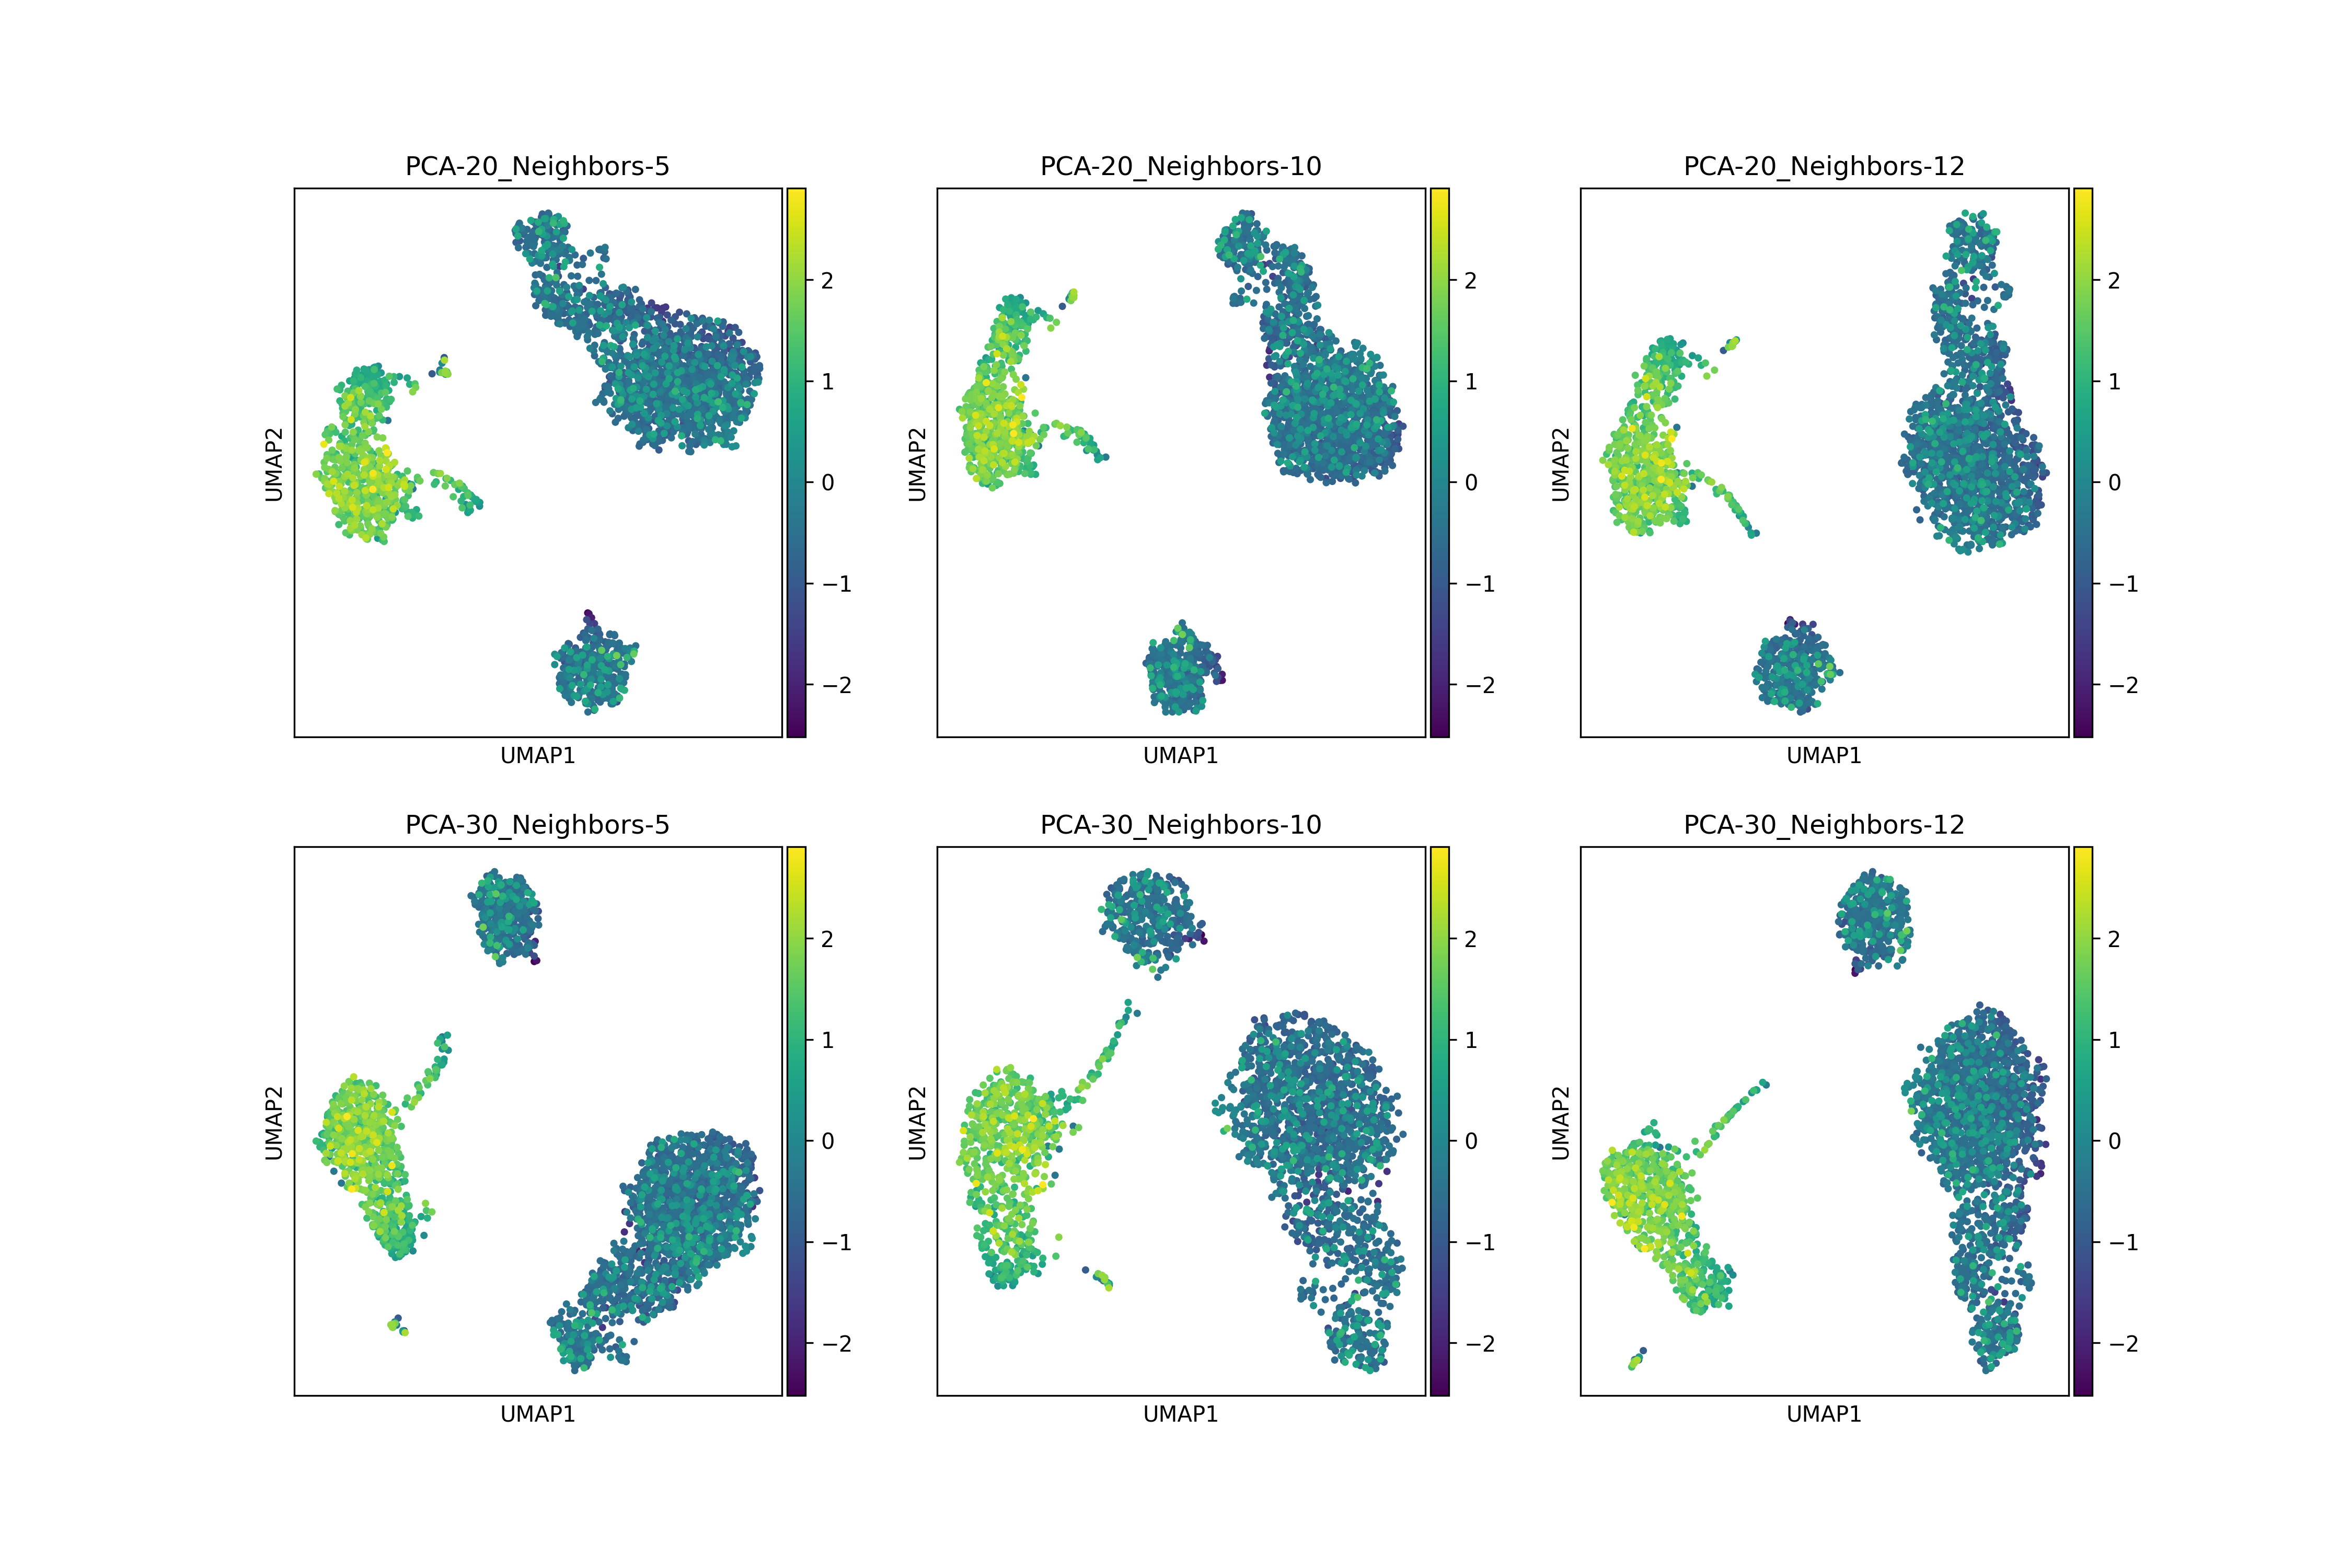 PCA-20_Neighbors-5
PCA-20_Neighbors-10
PCA-20_Neighbors-12
UMAP2
2
1
0
−1
−2
UMAP1
UMAP2
2
1
0
−1
−2
UMAP1
UMAP2
2
1
0
−1
−2
UMAP1
PCA-30_Neighbors-5
PCA-30_Neighbors-10
PCA-30_Neighbors-12
UMAP2
2
1
0
−1
−2
UMAP1
UMAP2
2
1
0
−1
−2
UMAP1
UMAP2
2
1
0
−1
−2
UMAP1